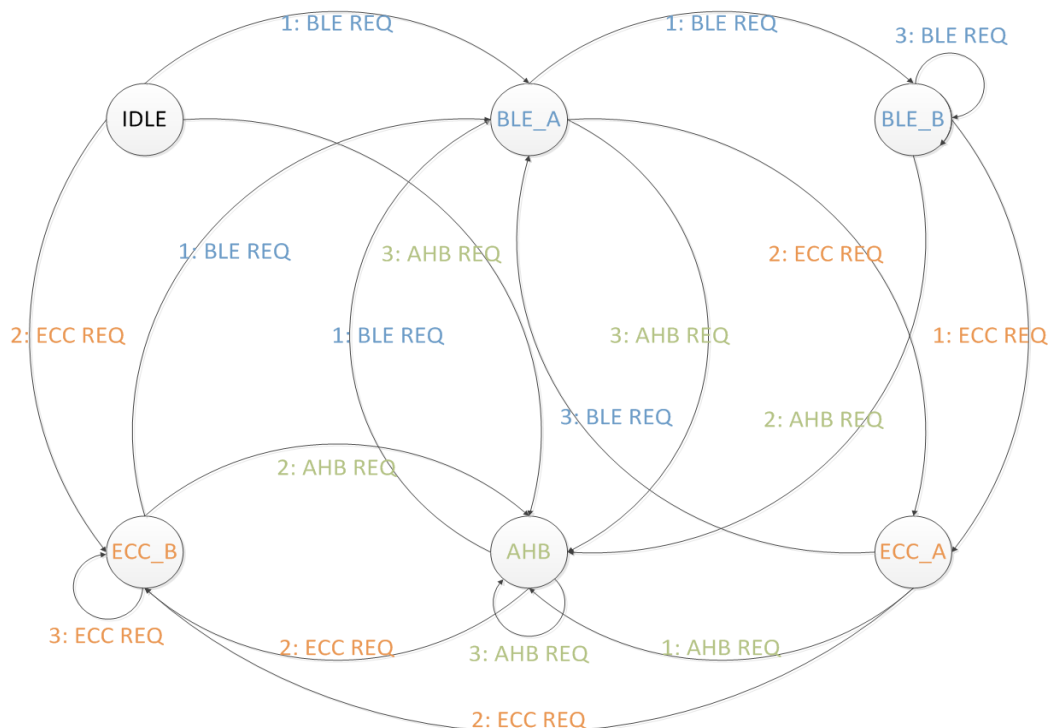 1: BLE REQ
1: BLE REQ
3: BLE REQ
IDLE
BLE_A
BLE_B
1: BLE REQ
3: AHB REQ
2: ECC REQ
2: ECC REQ
1: BLE REQ
3: AHB REQ
1: ECC REQ
3: BLE REQ
2: AHB REQ
2: AHB REQ
ECC_B
AHB
ECC_A
3: ECC REQ
2: ECC REQ
3: AHB REQ
1: AHB REQ
2: ECC REQ